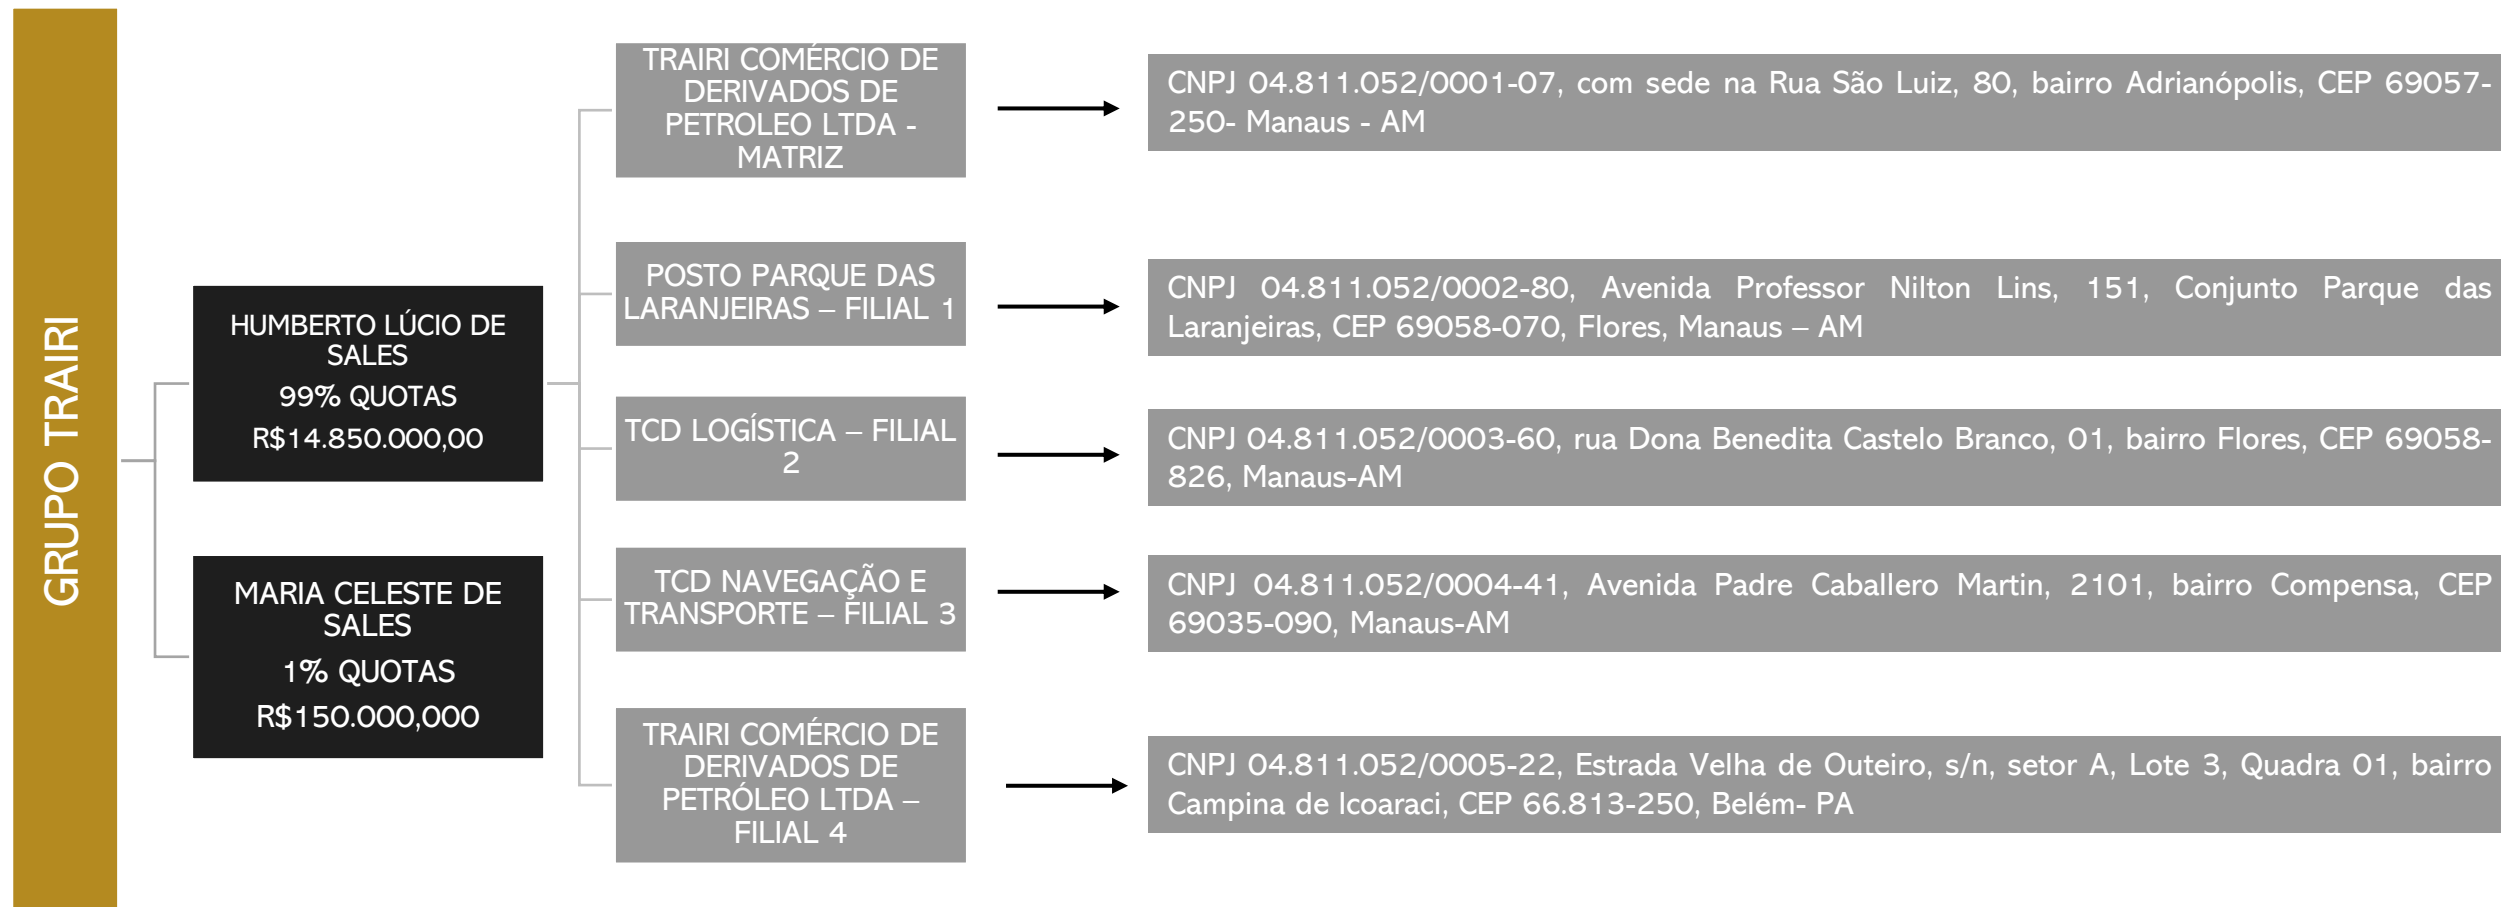 GRUPO TRAIRI
HUMBERTO LÚCIO DE
SALES
99% QUOTAS
R$14.850.000,00
MARIA CELESTE DE
SALES
1% QUOTAS
R$150.000,000
TRAIRI COMÉRCIO DE
DERIVADOS DE
PETROLEO LTDA -
MATRIZ
CNPJ 04.811.052/0001-07, com sede na Rua São Luiz, 80, bairro Adrianópolis, CEP 69057-
250- Manaus - AM
POSTO PARQUE DAS
LARANJEIRAS – FILIAL 1
CNPJ 04.811.052/0002-80, Avenida Professor Nilton Lins, 151, Conjunto Parque das
Laranjeiras, CEP 69058-070, Flores, Manaus – AM
TCD LOGÍSTICA – FILIAL
2
CNPJ 04.811.052/0003-60, rua Dona Benedita Castelo Branco, 01, bairro Flores, CEP 69058-
826, Manaus-AM
TCD NAVEGAÇÃO E
TRANSPORTE – FILIAL 3
CNPJ 04.811.052/0004-41, Avenida Padre Caballero Martin, 2101, bairro Compensa, CEP
69035-090, Manaus-AM
TRAIRI COMÉRCIO DE
DERIVADOS DE
PETRÓLEO LTDA –
FILIAL 4
CNPJ 04.811.052/0005-22, Estrada Velha de Outeiro, s/n, setor A, Lote 3, Quadra 01, bairro
Campina de Icoaraci, CEP 66.813-250, Belém- PA